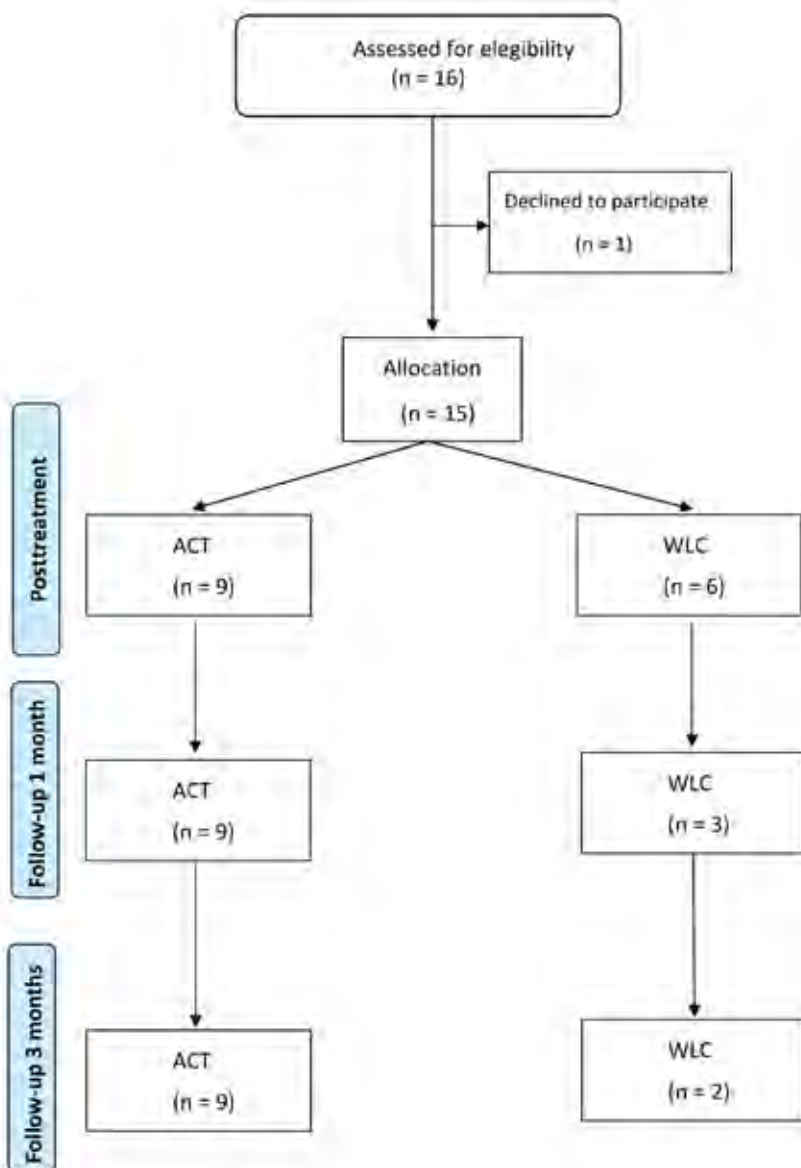 Assessed for elegibility
(n = 16)
Declined to participate
(n = 1)
Allocation
(n = 15)
Posttreatment
ACT
(n = 9)
WLC
(n = 6)
Follow-up 1 month
ACT
(n = 9)
WLC
(n = 3)
Follow-up 3 months
ACT
(n = 9)
WLC
(n = 2)